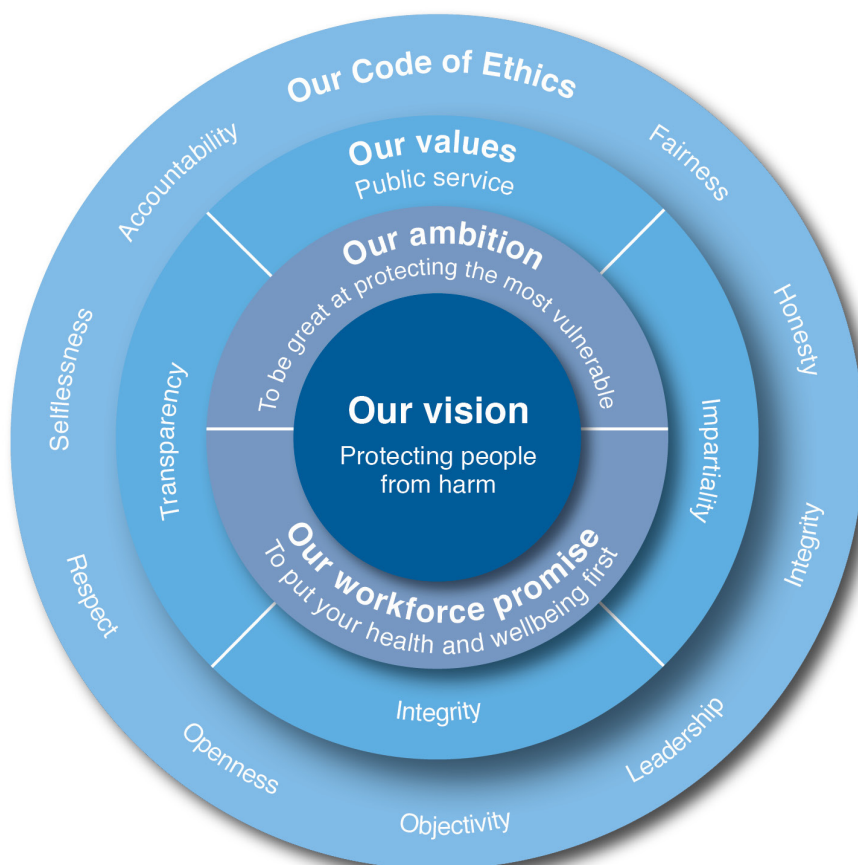 Our Code of Ethics
Accountability
Fairness
Selflessness
Honesty
Respect
Integrity
Openness
Leadership
Objectivity
Our values
Public service
Transparency
Impartiality
Integrity
Our ambition
To be great at protecting the most vulnerable
Our vision
Protecting people
from harm
Our workforce promise
To put your health and wellbeing first